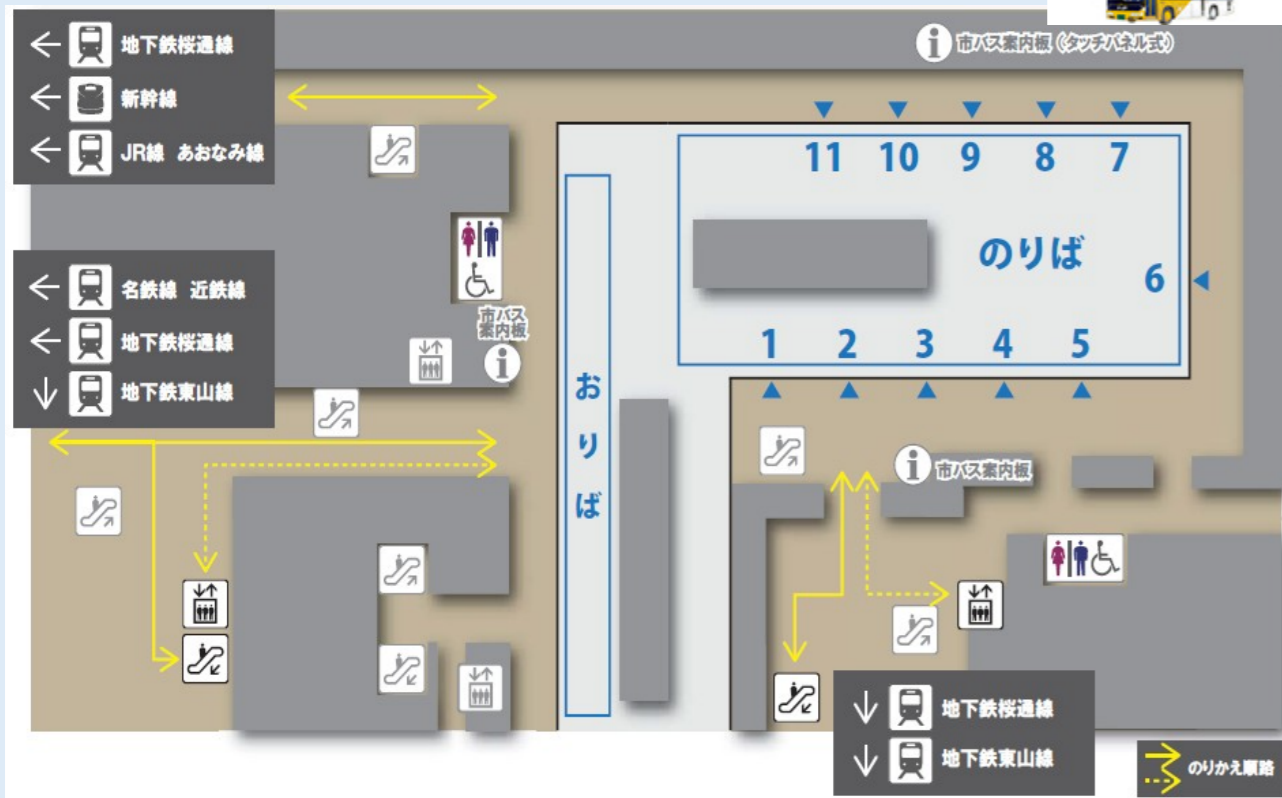 地下鉄桜通線
新幹線
JR線 あおなみ線
市バス案内板(タッチパネル式)
11 10 9 8 7
のりば
6
1 2 3 4 5
名鉄線 近鉄線
地下鉄桜通線
地下鉄東山線
市バス
案内板
おりば
市バス案内板
地下鉄桜通線
地下鉄東山線
のりかえ順路